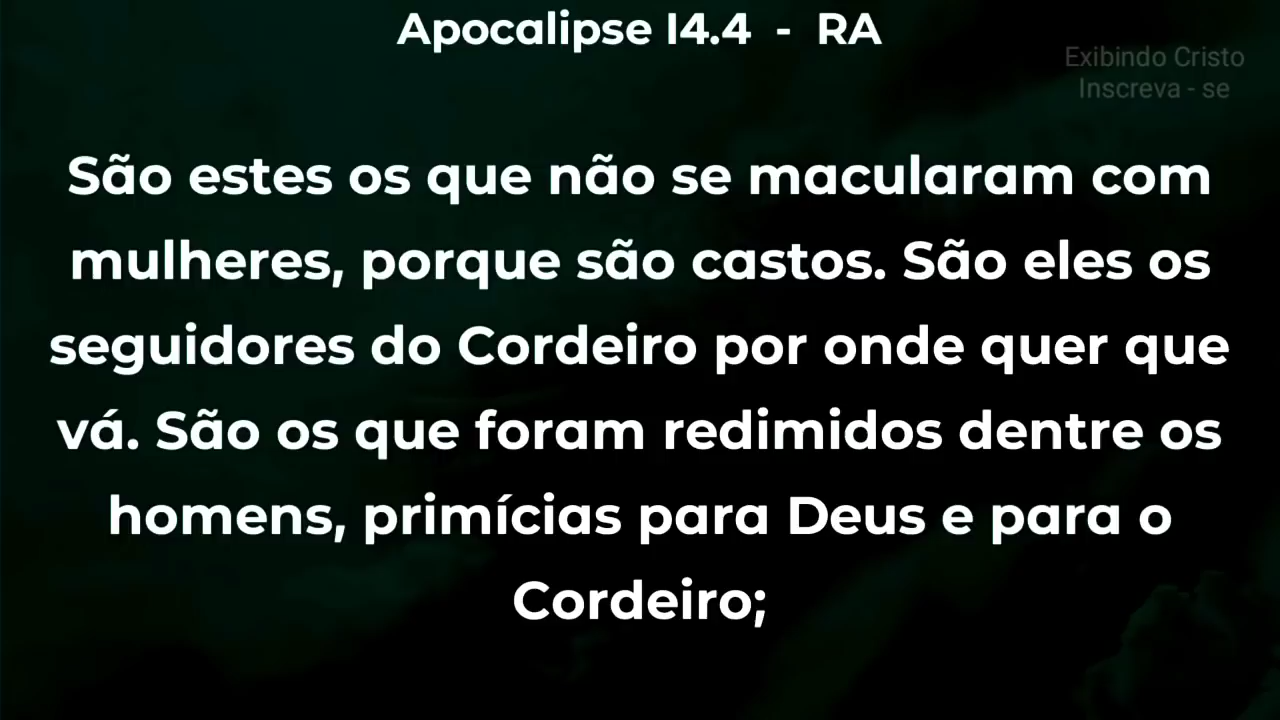 Apocalipse I4.4 - RA
Exibindo Cristo
Inscreva - se
São estes os que não se macularam com
mulheres, porque são castos. São eles os
seguidores do Cordeiro por onde quer que
vá. São os que foram redimidos dentre os
homens, primícias para Deus e para o
Cordeiro;